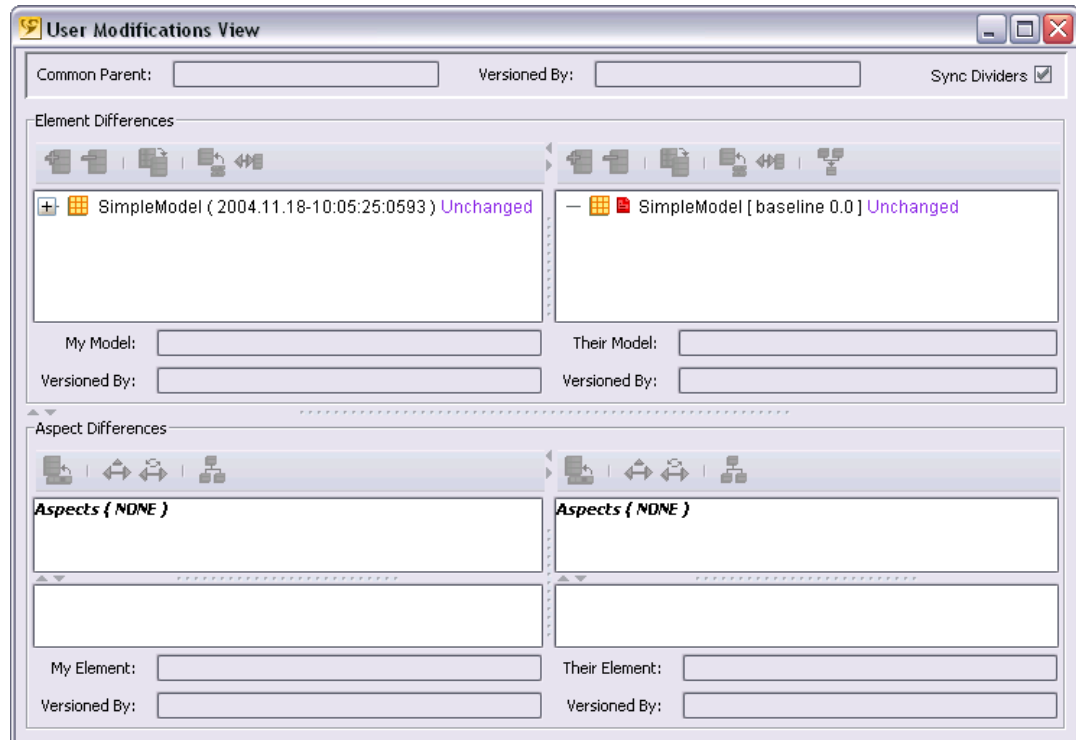 User Modifications View
Common Parent: Versioned By: Sync Dividers
Element Differences
SimpleModel ( 2004.11.18-10:05:25:0593 ) Unchanged
SimpleModel [ baseline 0.0 ] Unchanged
My Model: Their Model:
Versioned By: Versioned By:
Aspect Differences
Aspects { NONE }
Aspects { NONE }
My Element: Their Element:
Versioned By: Versioned By: